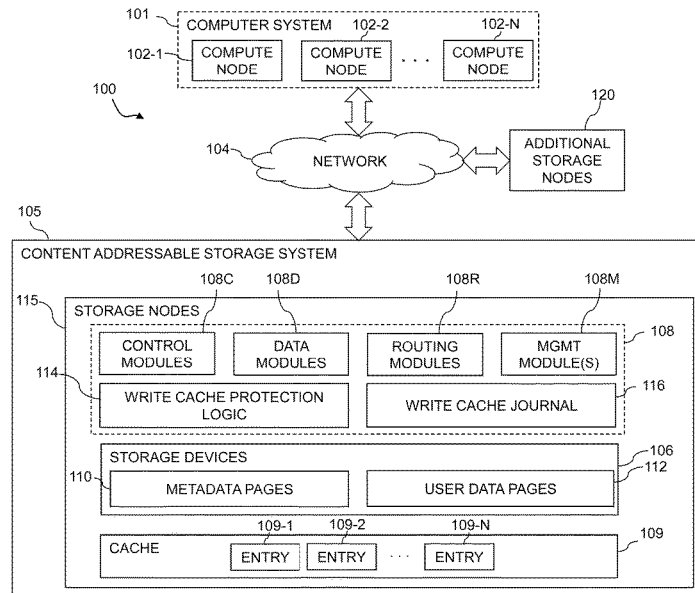 101
COMPUTER SYSTEM
102-1
COMPUTE NODE
102-2
COMPUTE NODE
. . .
102-N
COMPUTE NODE
100
104
NETWORK
120
ADDITIONAL
STORAGE
NODES
105
CONTENT ADDRESSABLE STORAGE SYSTEM
115
STORAGE NODES
108C
108D
108R
108M
108
CONTROL
MODULES
DATA
MODULES
ROUTING
MODULES
MGMT
MODULE(S)
114
WRITE CACHE PROTECTION
LOGIC
WRITE CACHE JOURNAL
116
STORAGE DEVICES
106
110
METADATA PAGES
USER DATA PAGES
112
109-1
109-2
109-N
CACHE
ENTRY
ENTRY
. . .
ENTRY
109